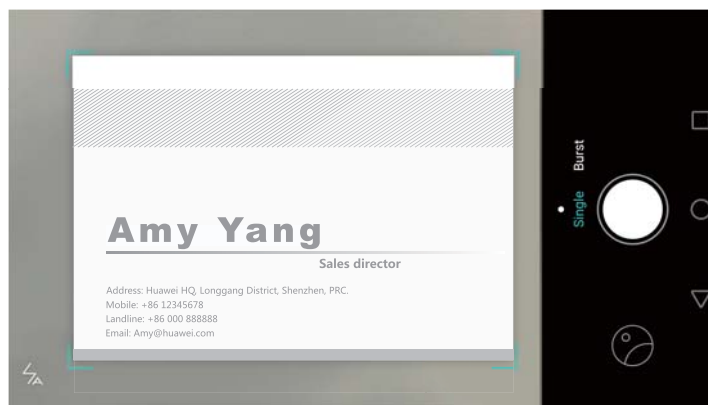 Amy Yang
Sales director
Address: Huawei HQ, Longgang District, Shenzhen, PRC.
Mobile: +86 12345678
Landline: +86 000 888888
Email: Amy@huawei.com
Single Burst
A